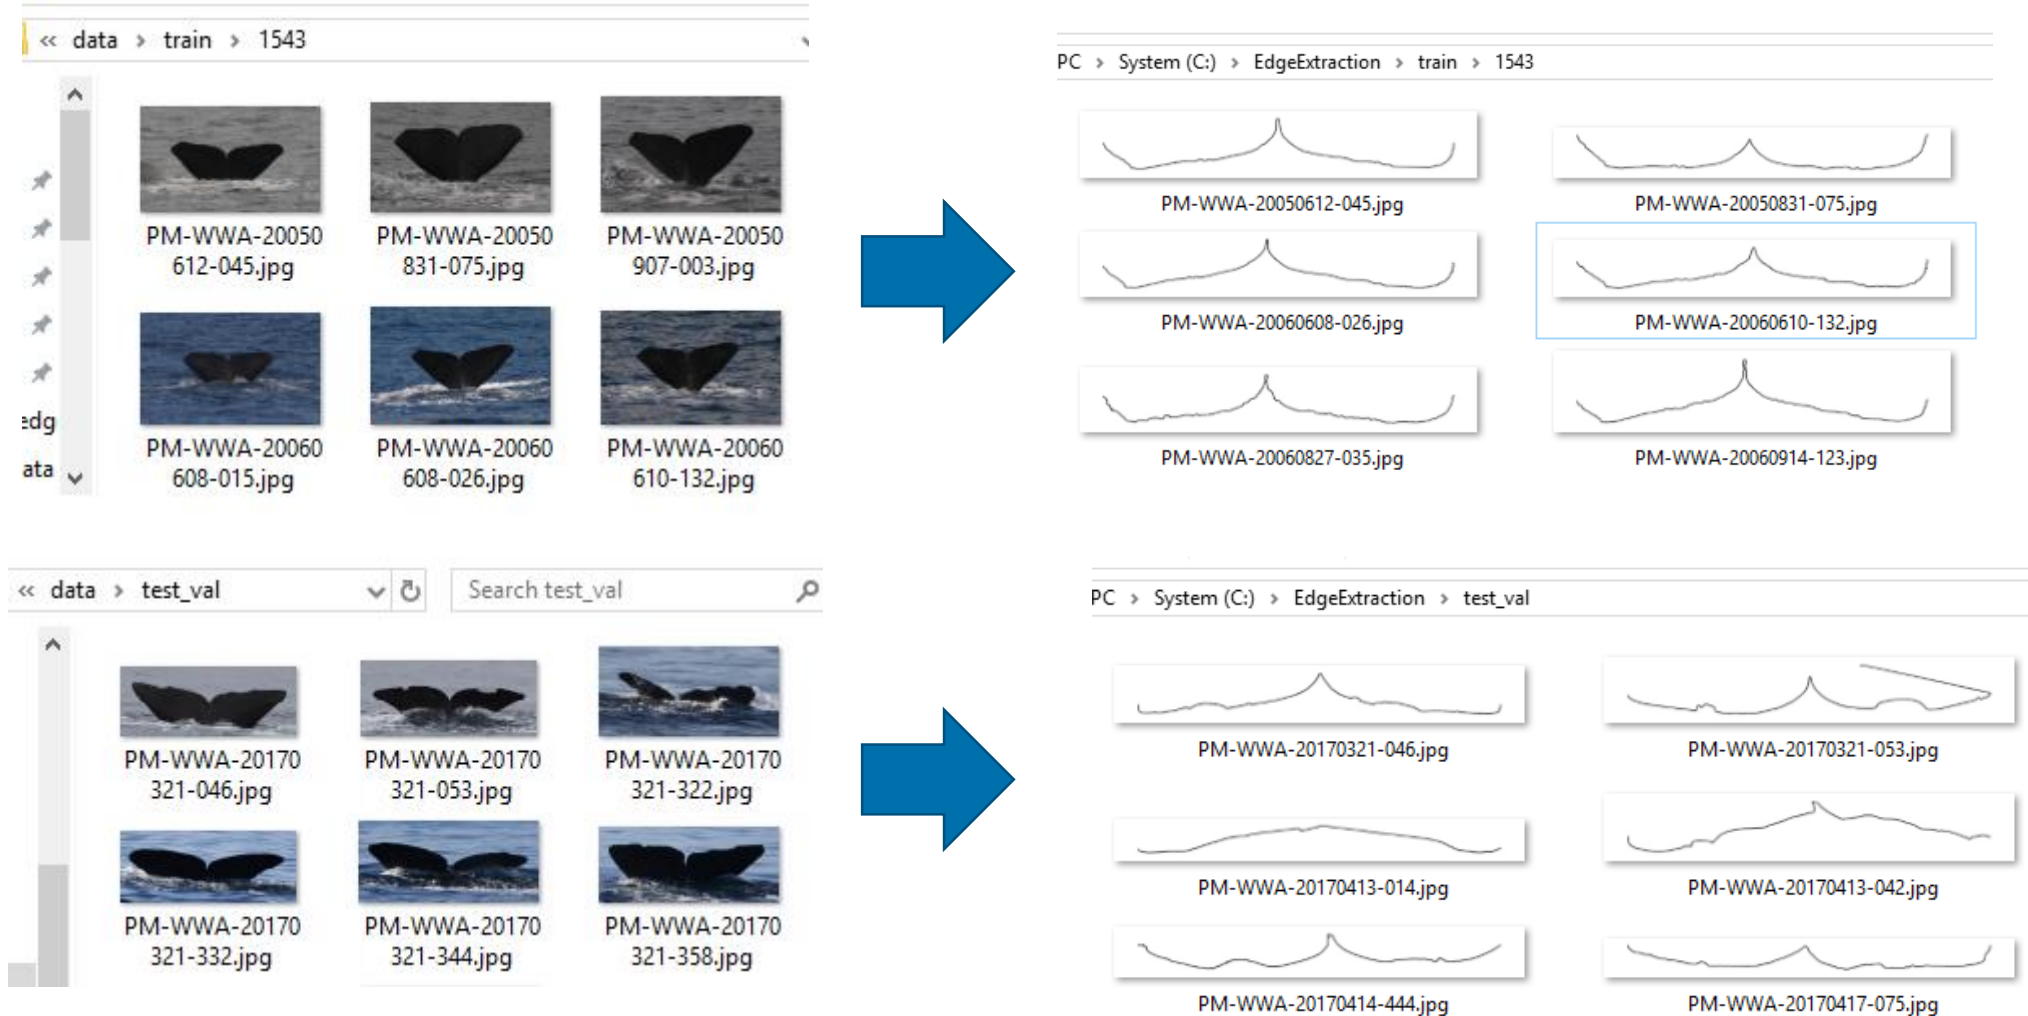 « data > train > 1543
PM-WWA-20050
612-045.jpg
PM-WWA-20050
831-075.jpg
PM-WWA-20050
907-003.jpg
PM-WWA-20060
608-015.jpg
PM-WWA-20060
608-026.jpg
PM-WWA-20060
610-132.jpg
edg
ata
PC > System (C:) > EdgeExtraction > train > 1543
PM-WWA-20050612-045.jpg
PM-WWA-20050831-075.jpg
PM-WWA-20060608-026.jpg
PM-WWA-20060610-132.jpg
PM-WWA-20060827-035.jpg
PM-WWA-20060914-123.jpg
« data > test_val
Search test_val
PM-WWA-20170
321-046.jpg
PM-WWA-20170
321-053.jpg
PM-WWA-20170
321-322.jpg
PM-WWA-20170
321-332.jpg
PM-WWA-20170
321-344.jpg
PM-WWA-20170
321-358.jpg
PC > System (C:) > EdgeExtraction > test_val
PM-WWA-20170321-046.jpg
PM-WWA-20170321-053.jpg
PM-WWA-20170413-014.jpg
PM-WWA-20170413-042.jpg
PM-WWA-20170414-444.jpg
PM-WWA-20170417-075.jpg